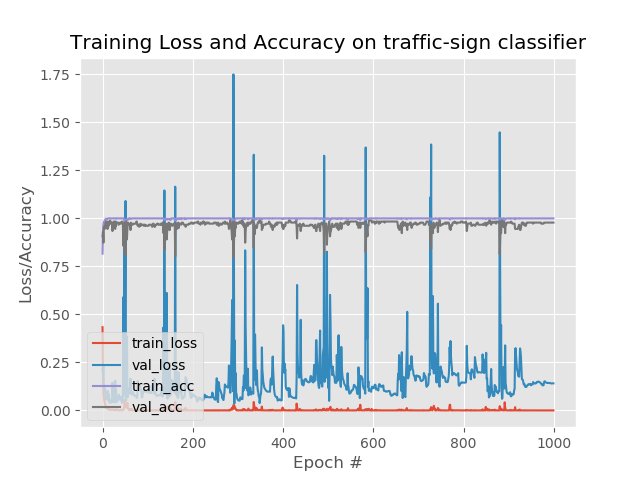 Training Loss and Accuracy on traffic-sign classifier
1.75
1.50
1.25
1.00
0.75
0.50
0.25
0.00
Loss/Accuracy
train_loss
val_loss
train_acc
val_acc
0 200 400 600 800 1000
Epoch #